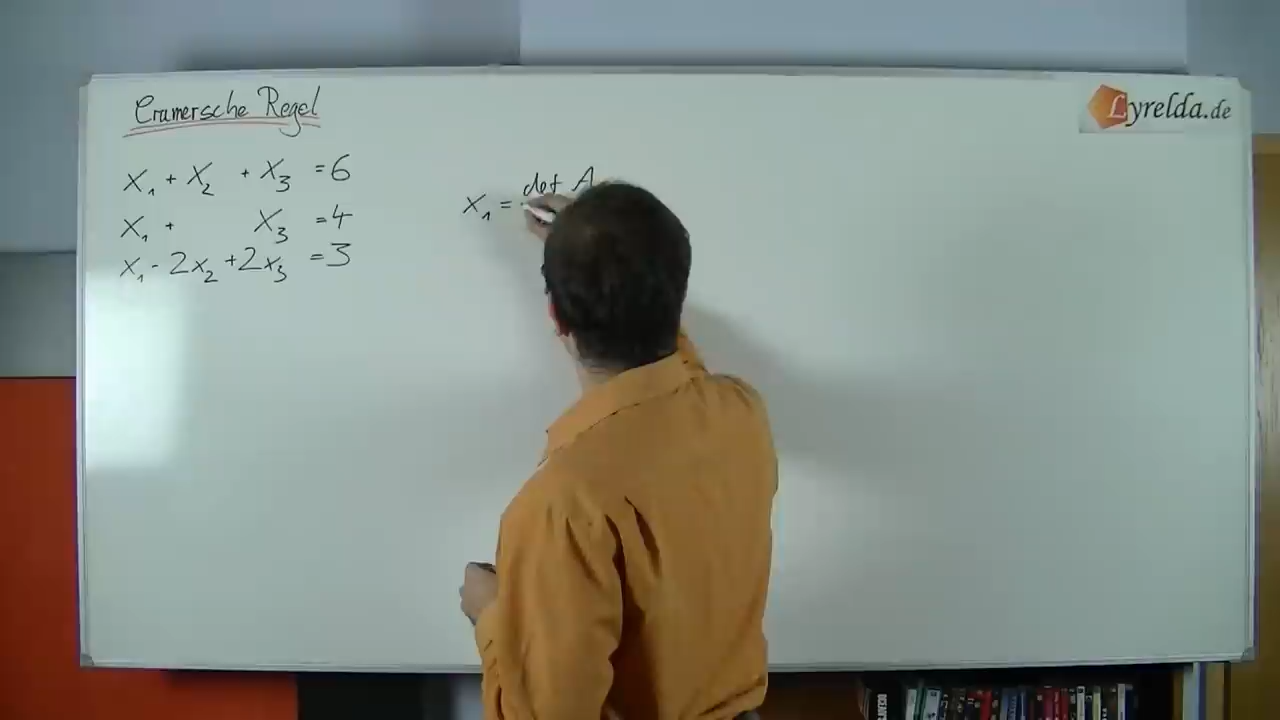 Cramersche Regel
Lyrelda.de
x₁ + x₂ + x₃ = 6
x₁ + x₃ = 4
x₁ - 2x₂ + 2x₃ = 3
det A
x₁ =